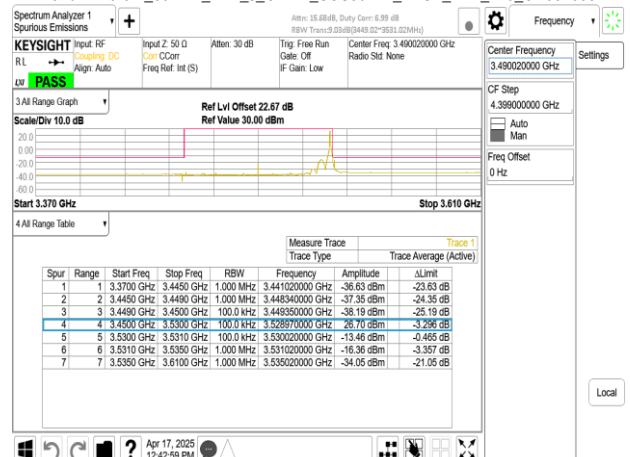 Spectrum Analyzer 1
Spurious Emissions
Attn: 15.68dB, Duty Corr: 6.99 dB
RBW Trans:9.03dB(3449.02~3531.02MHz)
Frequency
KEYSIGHT
Input: RF
Input Z: 50 Ω
Atten: 30 dB
Trig: Free Run
Center Freq: 3.490020000 GHz
RL
Coupling: DC
Corr CCorr
Gate: Off
Radio Std: None
Align: Auto
Freq Ref: Int (S)
IF Gain: Low
LXI
PASS
Center Frequency
3.490020000 GHz
Settings
CF Step
4.399000000 GHz
Auto
Man
Freq Offset
0 Hz
3 All Range Graph
Ref Lvl Offset 22.67 dB
Scale/Div 10.0 dB
Ref Value 30.00 dBm
20.0
0.00
-20.0
-40.0
-60.0
Start 3.370 GHz
Stop 3.610 GHz
4 All Range Table
Measure Trace Trace 1
Trace Type Trace Average (Active)
Spur Range Start Freq Stop Freq RBW Frequency Amplitude ΔLimit
1 1 3.3700 GHz 3.4450 GHz 1.000 MHz 3.441020000 GHz -36.63 dBm -23.63 dB
2 2 3.4450 GHz 3.4490 GHz 1.000 MHz 3.448340000 GHz -37.35 dBm -24.35 dB
3 3 3.4490 GHz 3.4500 GHz 100.0 kHz 3.449350000 GHz -38.19 dBm -25.19 dB
4 4 3.4500 GHz 3.5300 GHz 100.0 kHz 3.528970000 GHz 26.70 dBm -3.296 dB
5 5 3.5300 GHz 3.5310 GHz 100.0 kHz 3.530020000 GHz -13.46 dBm -0.465 dB
6 6 3.5310 GHz 3.5350 GHz 1.000 MHz 3.531020000 GHz -16.36 dBm -3.357 dB
7 7 3.5350 GHz 3.6100 GHz 1.000 MHz 3.535020000 GHz -34.05 dBm -21.05 dB
Local
Apr 17, 2025
12:42:59 PM